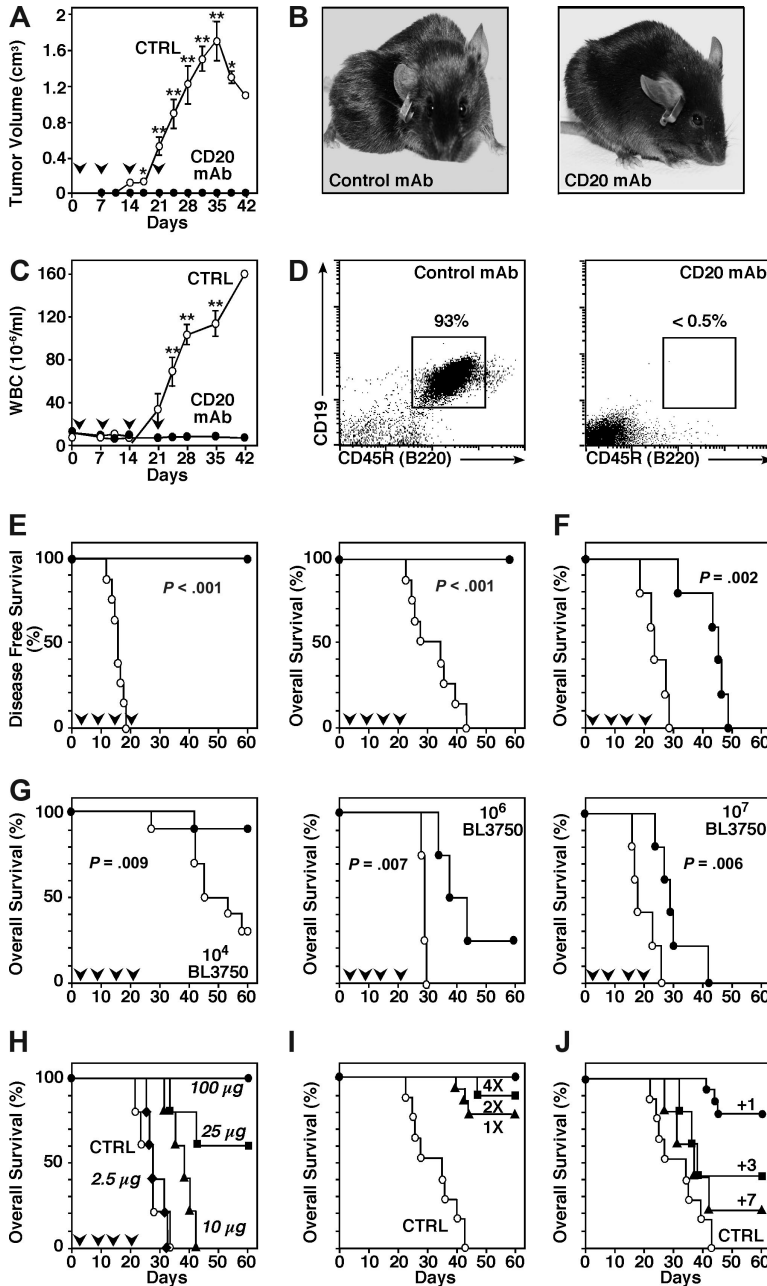 A
Tumor Volume (cm³)
2
1.6
1.2
0.8
0.4
0
CTRL
**
**
**
**
**
*
*
CD20
mAb
0 7 14 21 28 35 42
Days
B
Control mAb
CD20 mAb
C
WBC (10⁻⁶/ml)
160
120
80
40
0
CTRL
**
**
**
CD20
mAb
0 7 14 21 28 35 42
Days
D
Control mAb
93%
CD19
CD45R (B220)
CD20 mAb
< 0.5%
CD45R (B220)
E
Disease Free Survival
(%)
100
50
0
P < .001
0 10 20 30 40 50 60
Overall Survival (%)
100
50
0
P < .001
0 10 20 30 40 50 60
F
Overall Survival (%)
P = .002
0 10 20 30 40 50 60
G
Overall Survival (%)
100
50
0
P = .009
10⁴
BL3750
0 10 20 30 40 50 60
Overall Survival (%)
10⁶
BL3750
P = .007
0 10 20 30 40 50 60
Overall Survival (%)
10⁷
BL3750
P = .006
0 10 20 30 40 50 60
H
Overall Survival (%)
100
50
0
100 µg
CTRL
25 µg
2.5 µg
10 µg
0 10 20 30 40 50 60
I
Overall Survival (%)
4X
2X
1X
CTRL
0 10 20 30 40 50 60
Days
J
Overall Survival (%)
+1
+3
+7
CTRL
0 10 20 30 40 50 60
Days